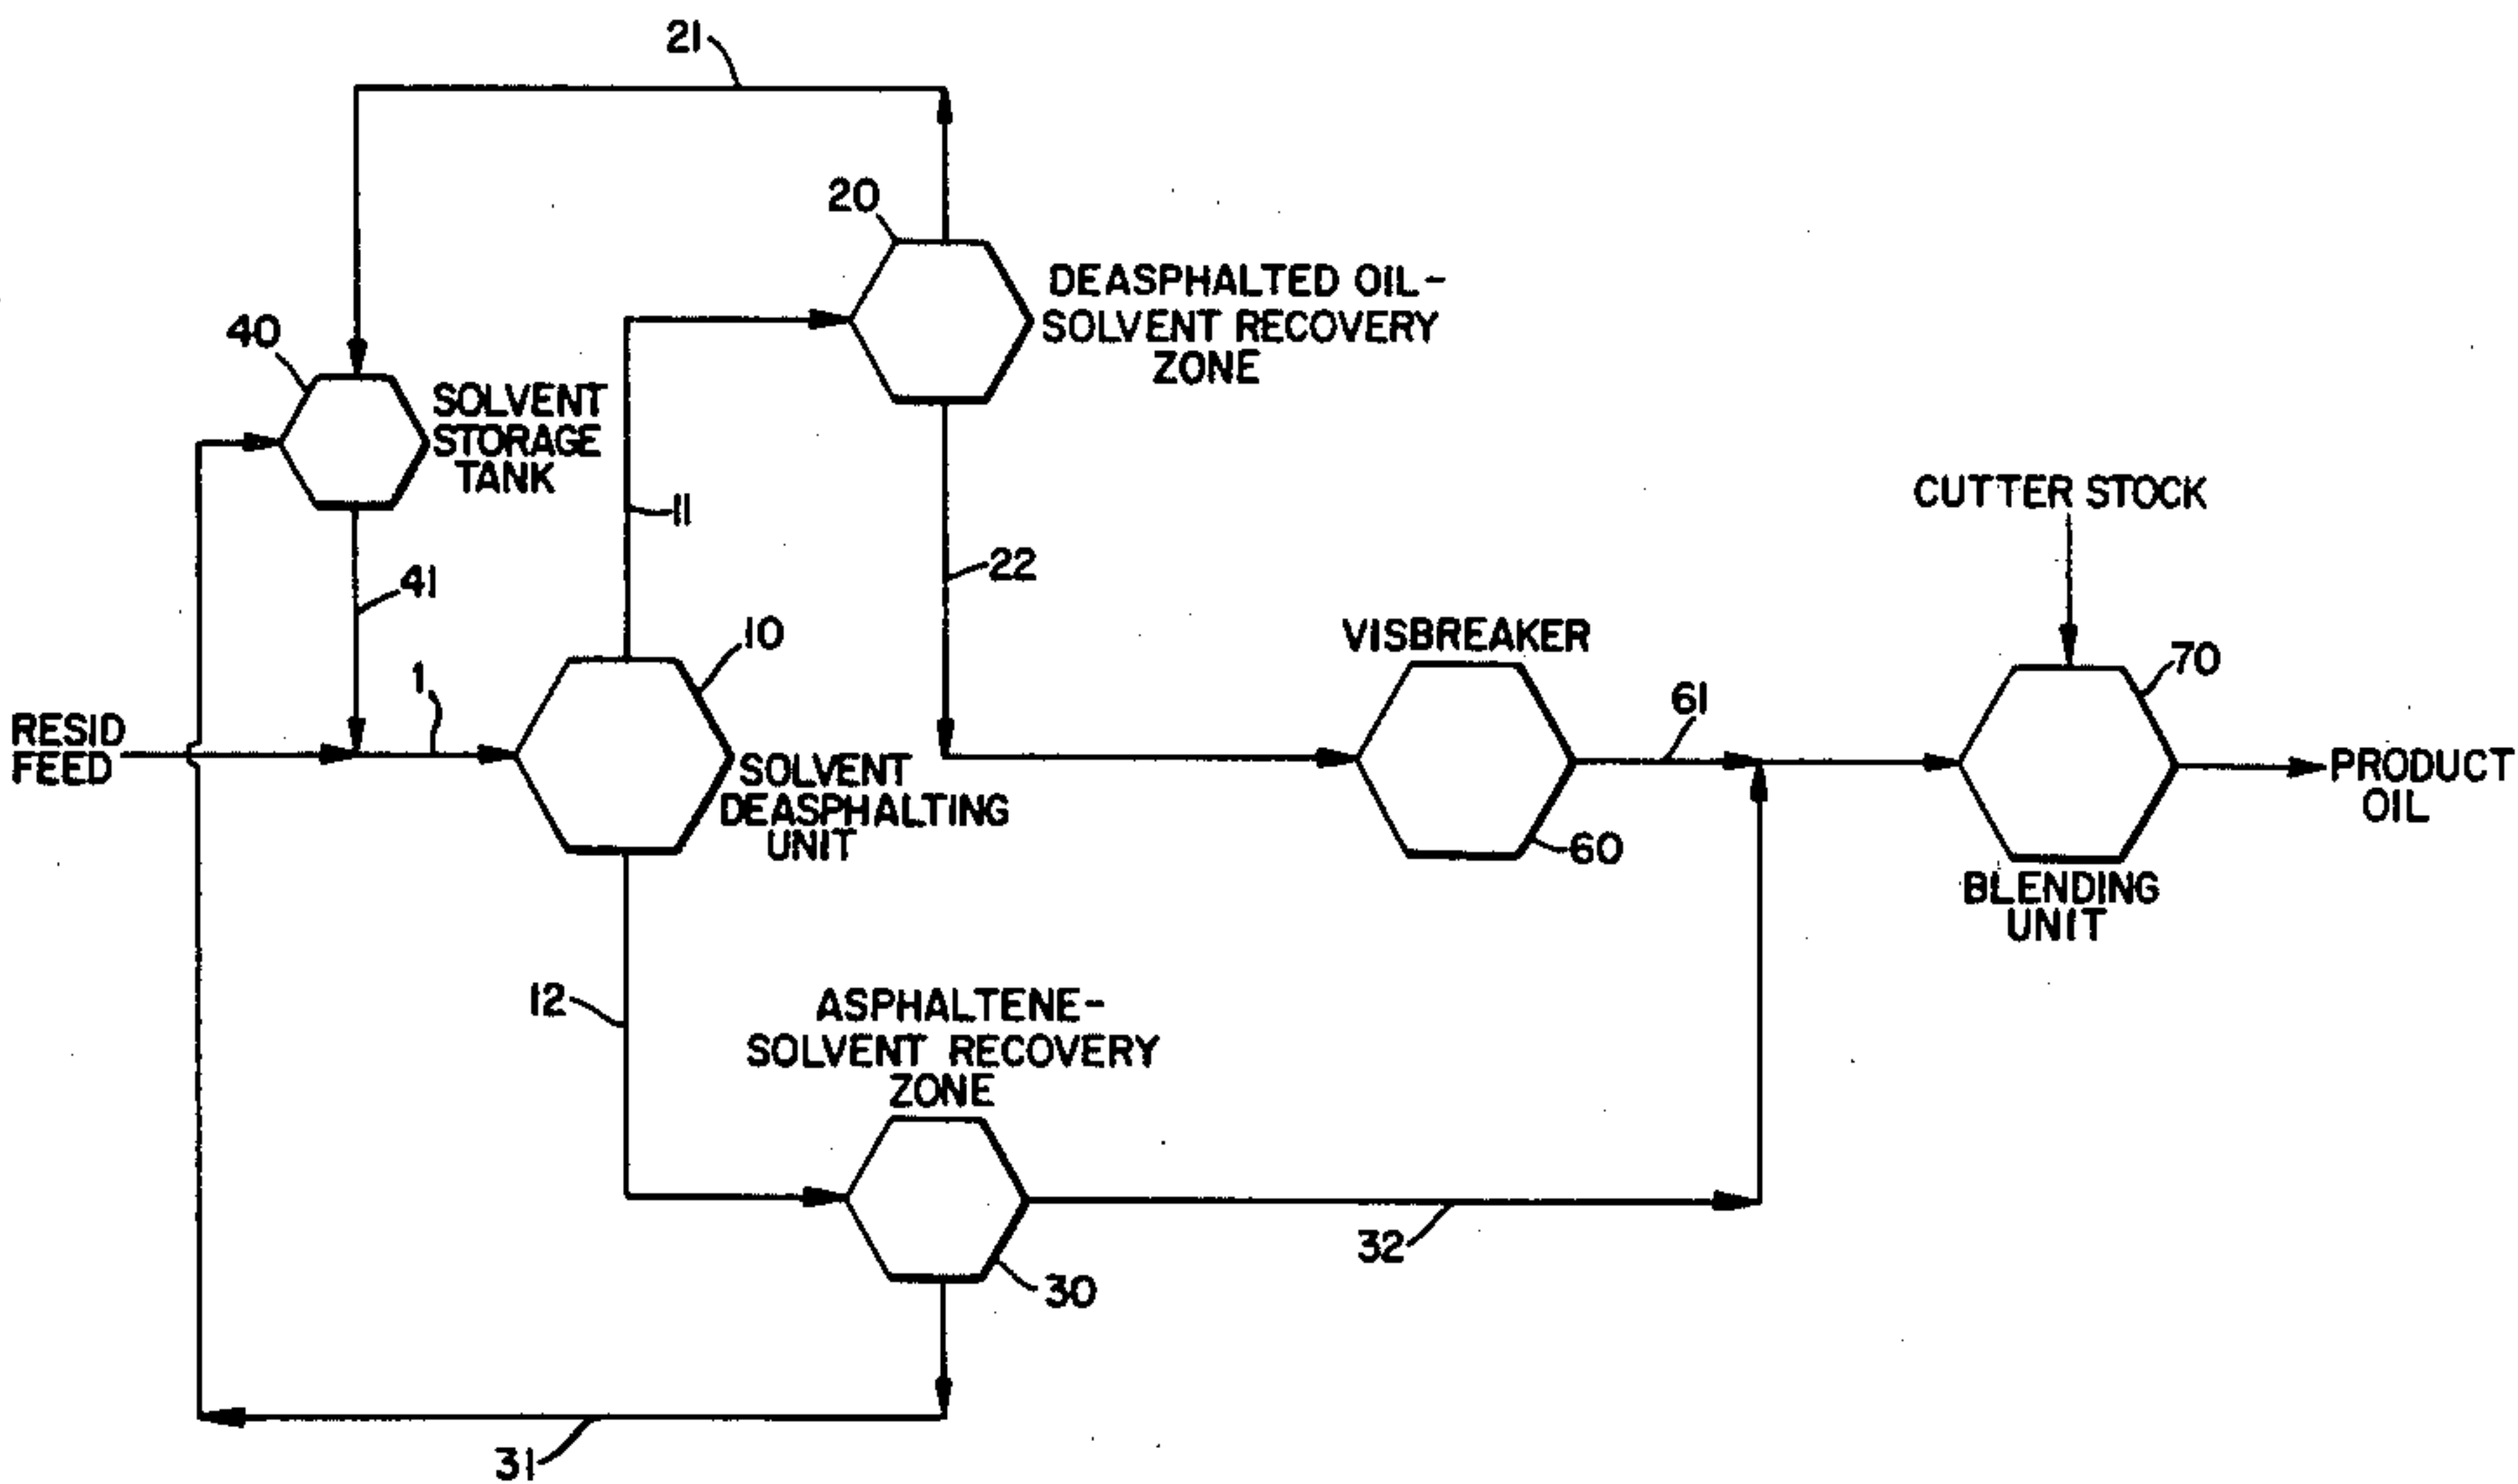 21
20
DEASPHALTED OIL-
SOLVENT RECOVERY
ZONE
40
SOLVENT
STORAGE
TANK
11
CUTTER STOCK
41
22
10
VISBREAKER
1
61
70
RESID
FEED
SOLVENT
DEASPHALTING
UNIT
PRODUCT
OIL
60
BLENDING
UNIT
12
ASPHALTENE-
SOLVENT RECOVERY
ZONE
32
30
31